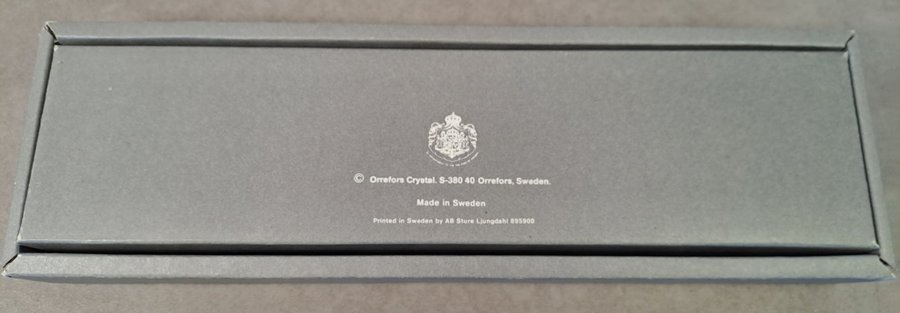 © Orrefors Crystal. S-380 40 Orrefors, Sweden.
Made in Sweden
Printed in Sweden by AB Sture Ljungdahl 895900